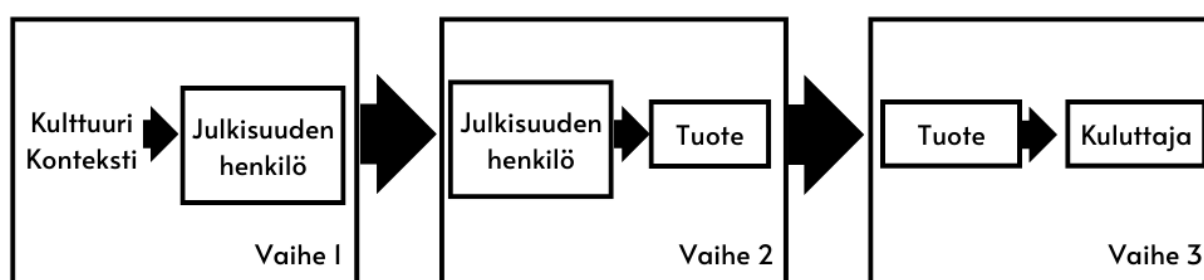 Kulttuuri
Konteksti
Julkisuuden
henkilö
Vaihe 1
Julkisuuden
henkilö
Tuote
Vaihe 2
Tuote
Kuluttaja
Vaihe 3